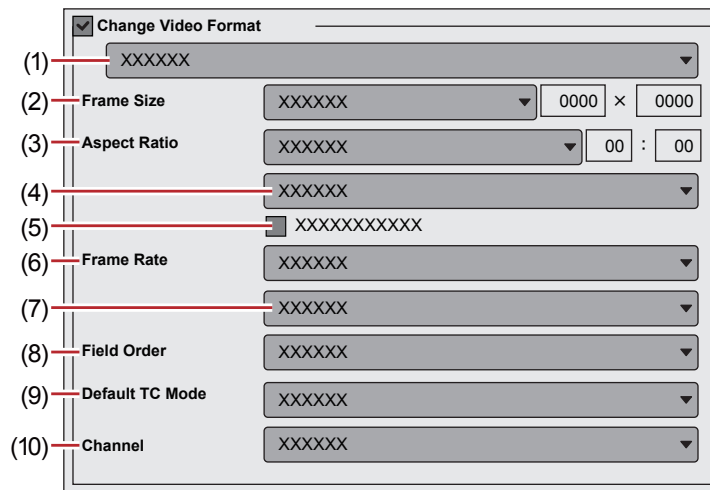 Change Video Format
(1) XXXXXX
(2) Frame Size XXXXXX 0000 × 0000
(3) Aspect Ratio XXXXXX 00 : 00
(4) XXXXXX
(5) XXXXXXXXXXX
(6) Frame Rate XXXXXX
(7) XXXXXX
(8) Field Order XXXXXX
(9) Default TC Mode XXXXXX
(10) Channel XXXXXX